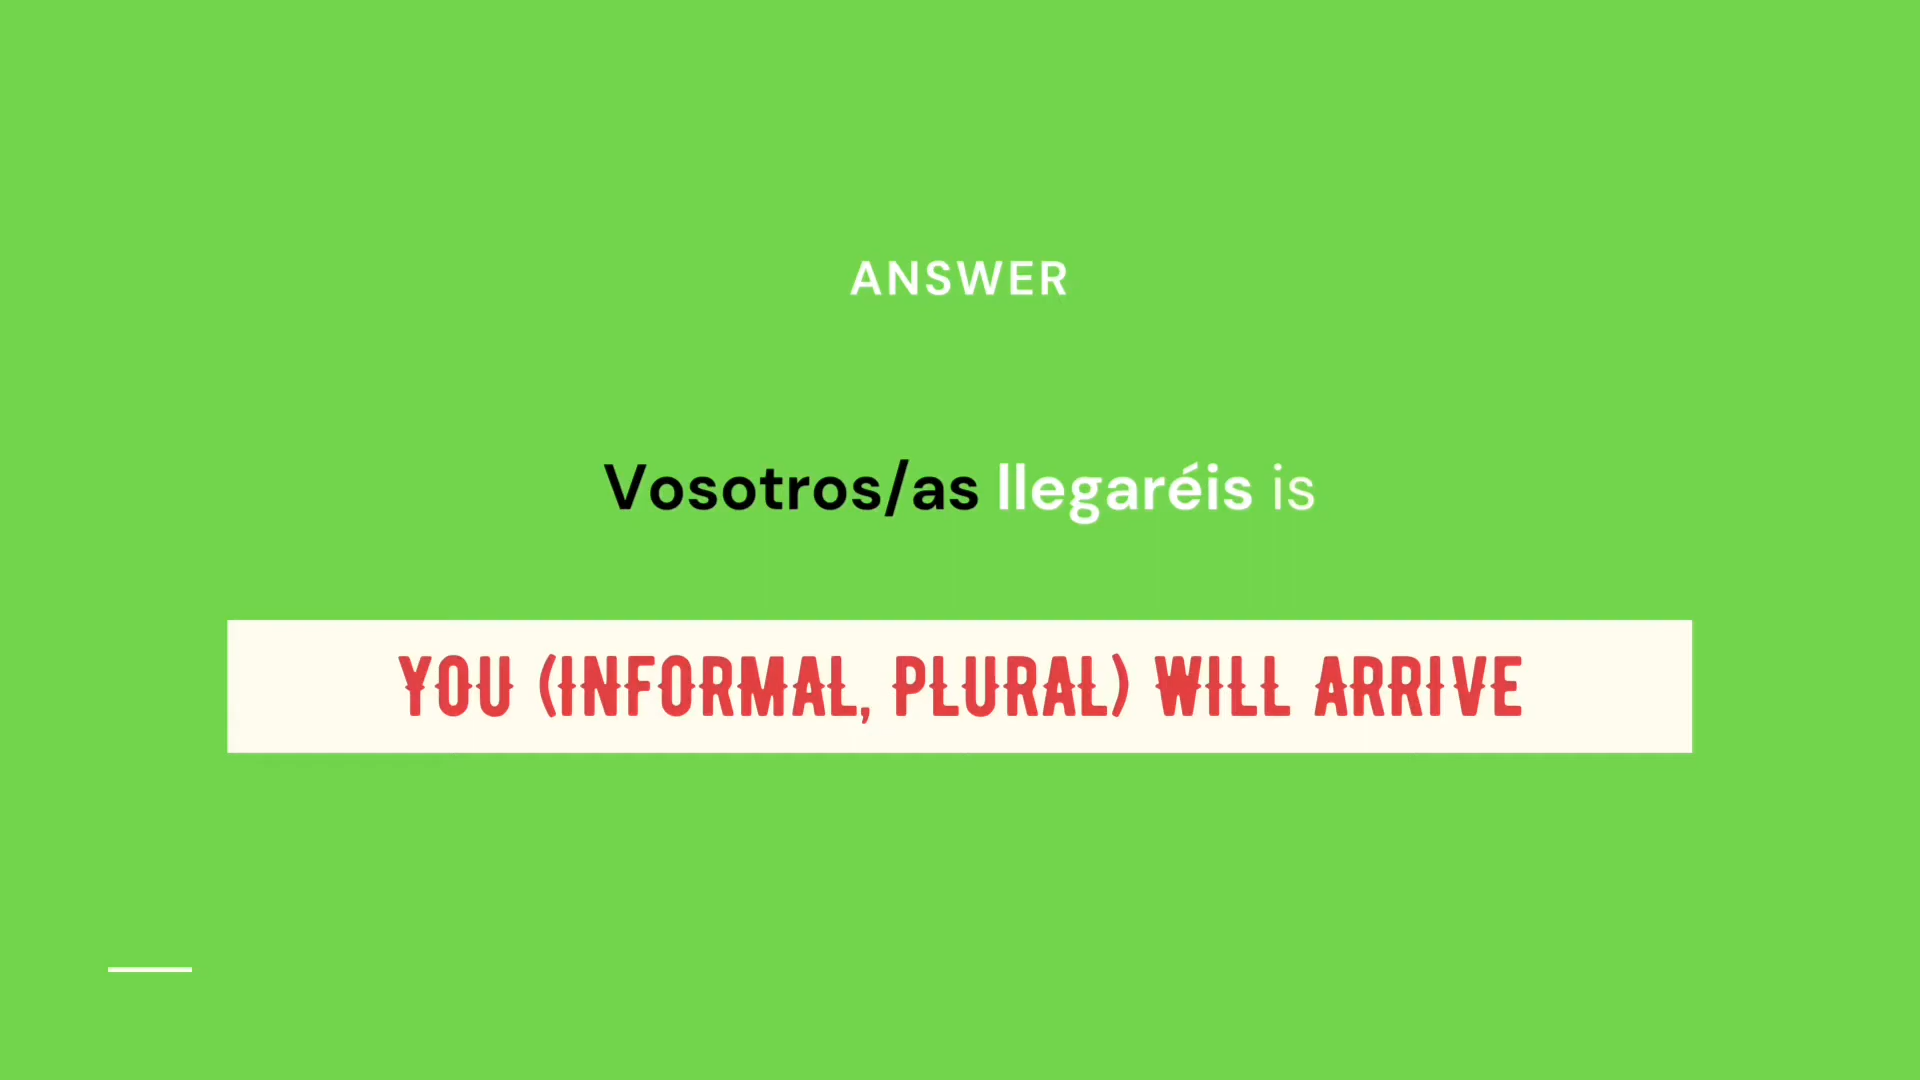 ANSWER
Vosotros/as llegaréis is
YOU (INFORMAL, PLURAL) WILL ARRIVE